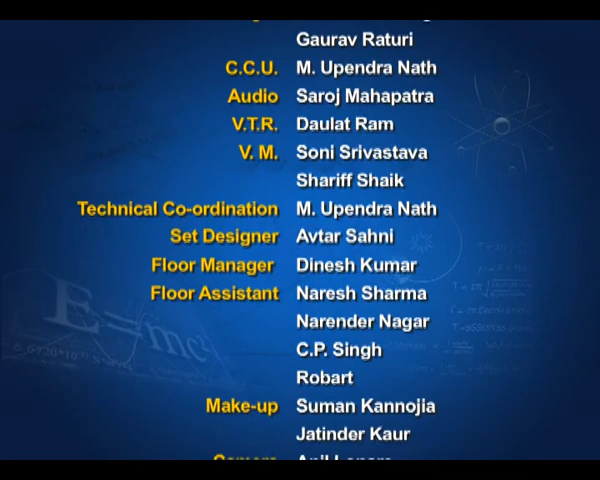 Gaurav Raturi
C.C.U. M. Upendra Nath
Audio Saroj Mahapatra
V.T.R. Daulat Ram
V. M. Soni Srivastava
Shariff Shaik
Technical Co-ordination M. Upendra Nath
Set Designer Avtar Sahni
Floor Manager Dinesh Kumar
Floor Assistant Naresh Sharma
Narender Nagar
C.P. Singh
Robart
Make-up Suman Kannojia
Jatinder Kaur
E=mc²